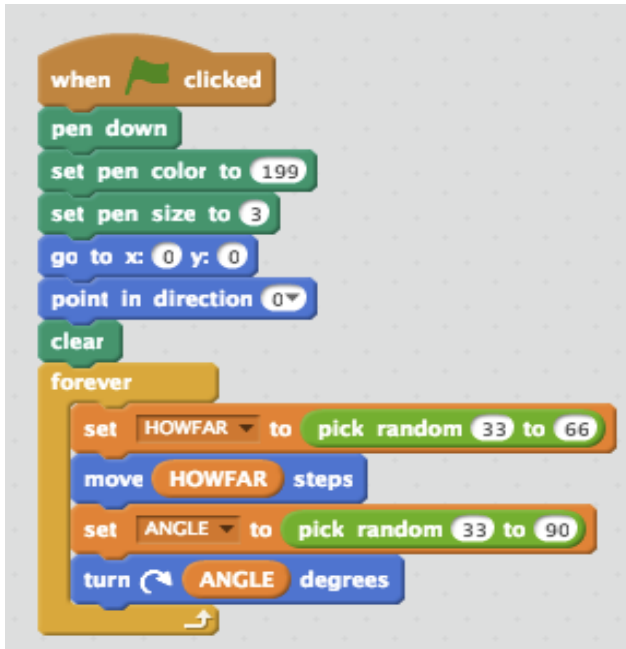 when clicked
pen down
set pen color to 199
set pen size to 3
go to x: 0 y: 0
point in direction 0
clear
forever
set HOWFAR to pick random 33 to 66
move HOWFAR steps
set ANGLE to pick random 33 to 90
turn ANGLE degrees